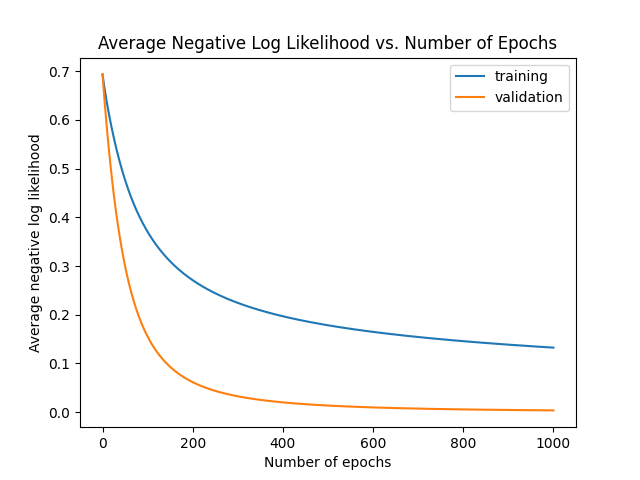 Average Negative Log Likelihood vs. Number of Epochs
training
validation
Average negative log likelihood
0.7
0.6
0.5
0.4
0.3
0.2
0.1
0.0
0 200 400 600 800 1000
Number of epochs